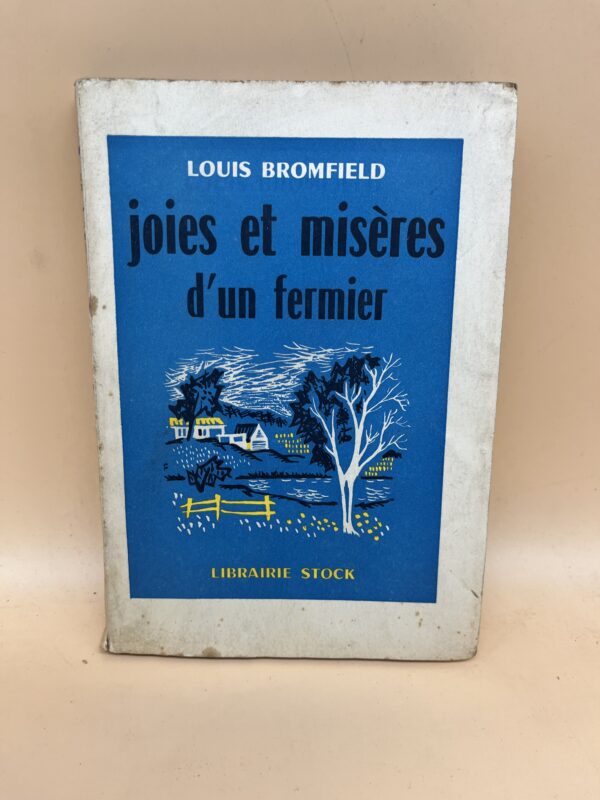 LOUIS BROMFIELD
joies et misères
d'un fermier
LIBRAIRIE STOCK